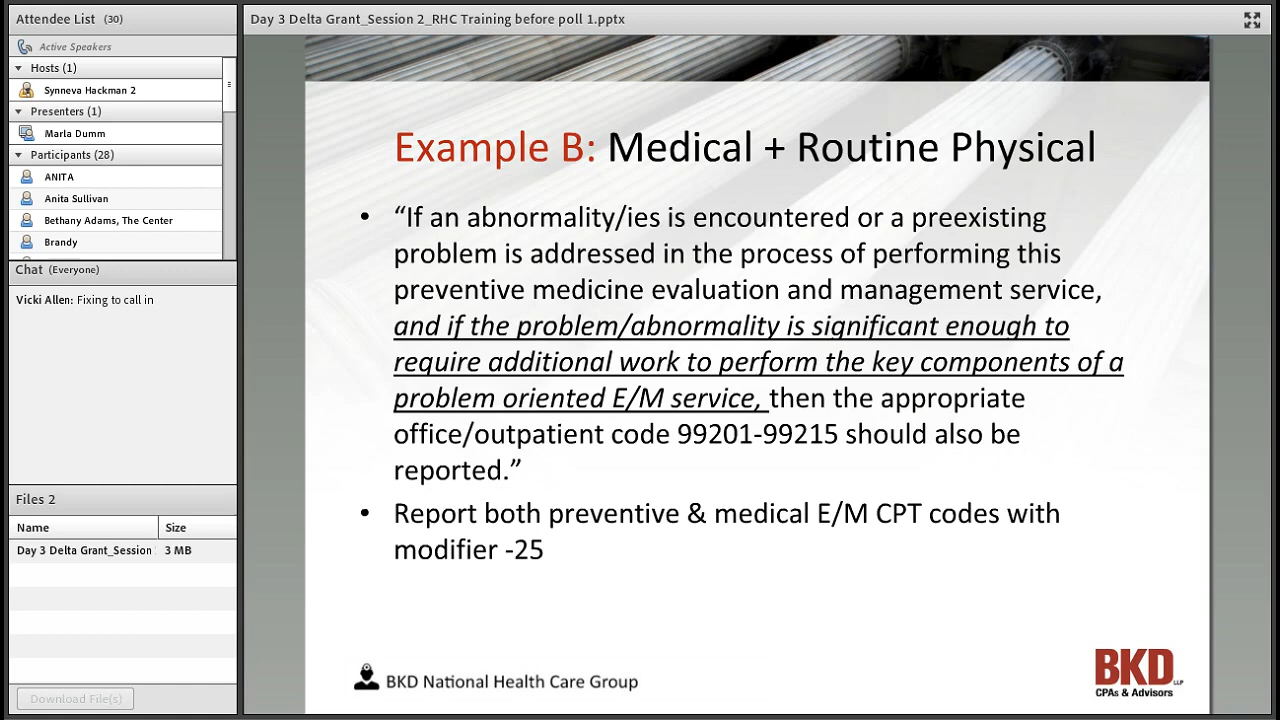 Attendee List (30)
Active Speakers
Hosts (1)
Synneva Hackman 2
Presenters (1)
Marla Dumm
Participants (28)
ANITA
Anita Sullivan
Bethany Adams, The Center
Brandy
Chat (Everyone)
Vicki Allen: Fixing to call in
Files 2
Name Size
Day 3 Delta Grant_Session 3 MB
Download File(s)
Day 3 Delta Grant_Session 2_RHC Training before poll 1.pptx
Example B: Medical + Routine Physical
• “If an abnormality/ies is encountered or a preexisting
problem is addressed in the process of performing this
preventive medicine evaluation and management service,
and if the problem/abnormality is significant enough to
require additional work to perform the key components of a
problem oriented E/M service, then the appropriate
office/outpatient code 99201-99215 should also be
reported.”
• Report both preventive & medical E/M CPT codes with
modifier -25
BKD National Health Care Group
BKD LLP
CPAs & Advisors